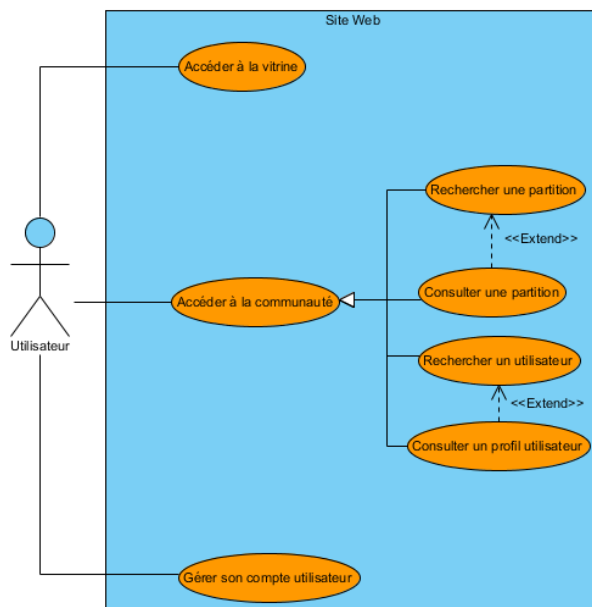 Site Web
Accéder à la vitrine
Rechercher une partition
<<Extend>>
Accéder à la communauté
Consulter une partition
Utilisateur
Rechercher un utilisateur
<<Extend>>
Consulter un profil utilisateur
Gérer son compte utilisateur